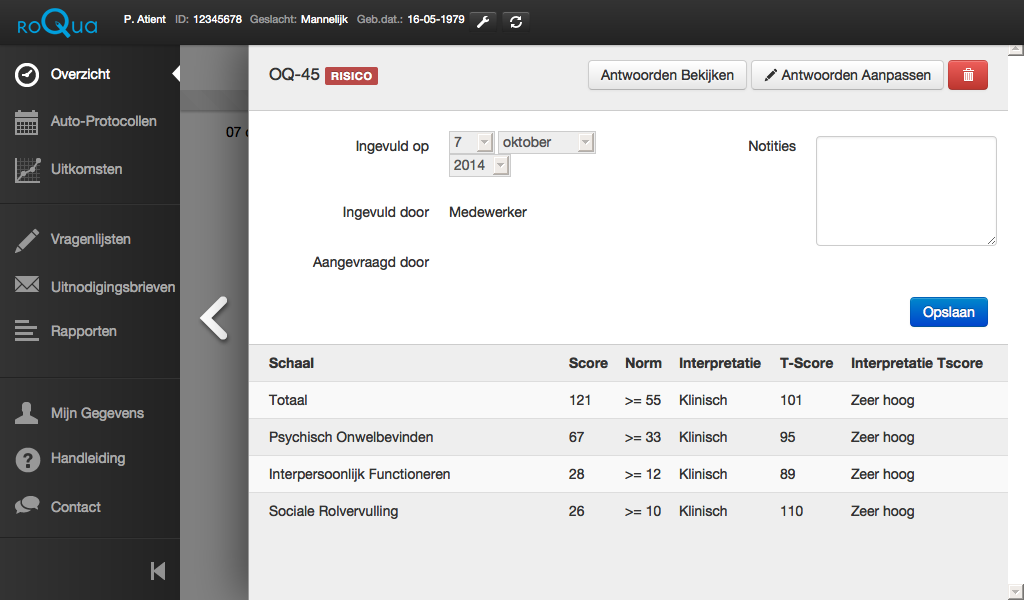 roQua
P. Atient ID: 12345678 Geslacht: Mannelijk Geb.dat.: 16-05-1979
Overzicht
Auto-Protocollen
Uitkomsten
Vragenlijsten
Uitnodigingsbrieven
Rapporten
Mijn Gegevens
Handleiding
Contact
07
OQ-45 RISICO
Antwoorden Bekijken
Antwoorden Aanpassen
Ingevuld op 7 oktober
2014
Notities
Ingevuld door Medewerker
Aangevraagd door
Opslaan
Schaal Score Norm Interpretatie T-Score Interpretatie Tscore
Totaal 121 >= 55 Klinisch 101 Zeer hoog
Psychisch Onwelbevinden 67 >= 33 Klinisch 95 Zeer hoog
Interpersoonlijk Functioneren 28 >= 12 Klinisch 89 Zeer hoog
Sociale Rolvervulling 26 >= 10 Klinisch 110 Zeer hoog